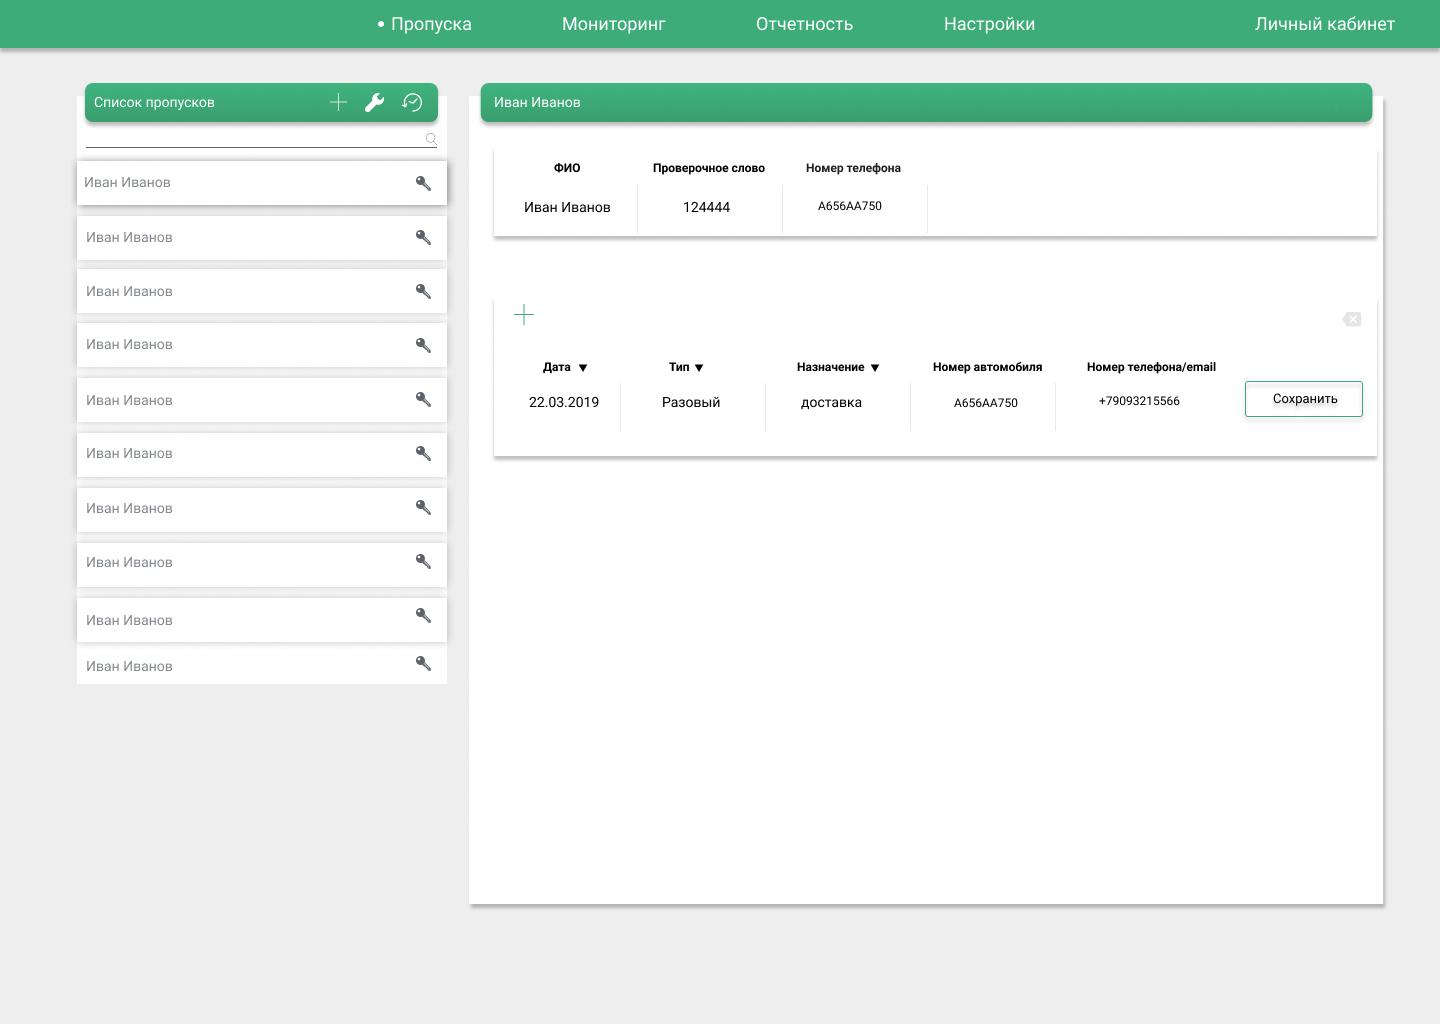 • Пропуска Мониторинг Отчетность Настройки Личный кабинет
Список пропусков
Иван Иванов
Иван Иванов
Иван Иванов
Иван Иванов
Иван Иванов
Иван Иванов
Иван Иванов
Иван Иванов
Иван Иванов
Иван Иванов
Иван Иванов
ФИО Проверочное слово Номер телефона
Иван Иванов 124444 А656АА750
Дата ▼ Тип ▼ Назначение ▼ Номер автомобиля Номер телефона/email
22.03.2019 Разовый доставка А656АА750 +79093215566 Сохранить